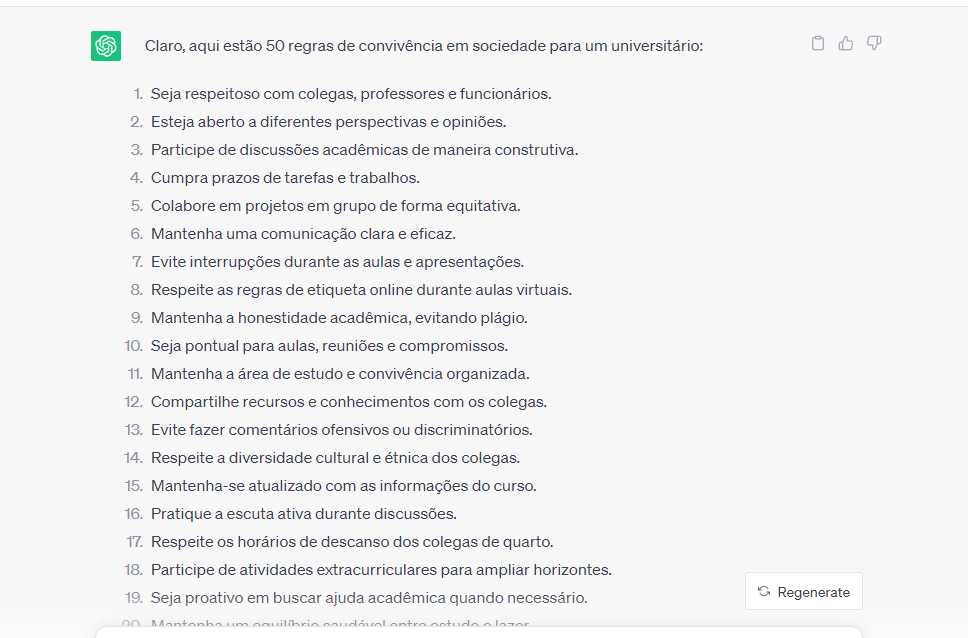 Claro, aqui estão 50 regras de convivência em sociedade para um universitário:
1. Seja respeitoso com colegas, professores e funcionários.
2. Esteja aberto a diferentes perspectivas e opiniões.
3. Participe de discussões acadêmicas de maneira construtiva.
4. Cumpra prazos de tarefas e trabalhos.
5. Colabore em projetos em grupo de forma equitativa.
6. Mantenha uma comunicação clara e eficaz.
7. Evite interrupções durante as aulas e apresentações.
8. Respeite as regras de etiqueta online durante aulas virtuais.
9. Mantenha a honestidade acadêmica, evitando plágio.
10. Seja pontual para aulas, reuniões e compromissos.
11. Mantenha a área de estudo e convivência organizada.
12. Compartilhe recursos e conhecimentos com os colegas.
13. Evite fazer comentários ofensivos ou discriminatórios.
14. Respeite a diversidade cultural e étnica dos colegas.
15. Mantenha-se atualizado com as informações do curso.
16. Pratique a escuta ativa durante discussões.
17. Respeite os horários de descanso dos colegas de quarto.
18. Participe de atividades extracurriculares para ampliar horizontes.
19. Seja proativo em buscar ajuda acadêmica quando necessário.
20. Mantenha um equilíbrio saudável entre estudo e lazer.
Regenerate